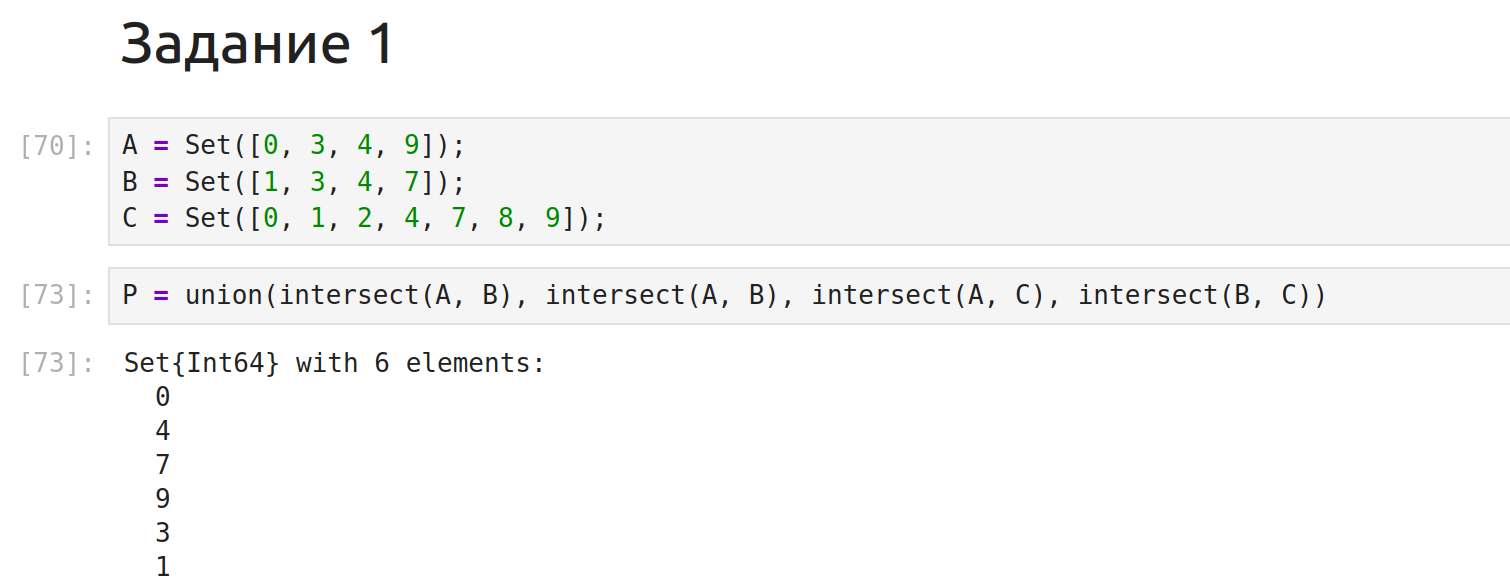 Задание 1
[70]: A = Set([0, 3, 4, 9]);
B = Set([1, 3, 4, 7]);
C = Set([0, 1, 2, 4, 7, 8, 9]);
[73]: P = union(intersect(A, B), intersect(A, B), intersect(A, C), intersect(B, C))
[73]: Set{Int64} with 6 elements:
0
4
7
9
3
1